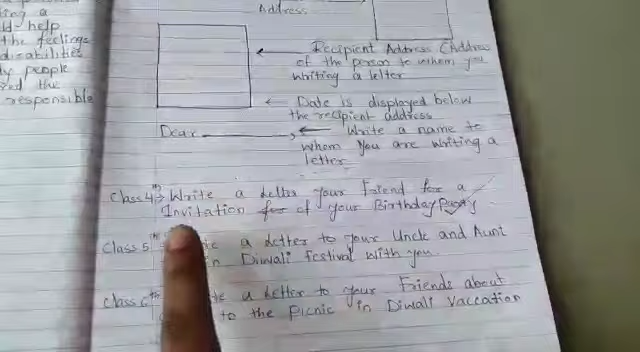 d help
the feelings
disabilities
people
the
responsible
Address
Recipient Address (Address
of the person to whom you
writing a letter
Date is displayed below
the recipient address
Dear , Write a name to
whom you are writing a
letter
Class 4th Write a letter your Friend for a
Invitation for of your Birthday Party
Class 5th a letter to your Uncle and Aunt
in Diwali festival with you.
Class 6th a letter to your Friends about
to the Picnic in Diwali Vaccation